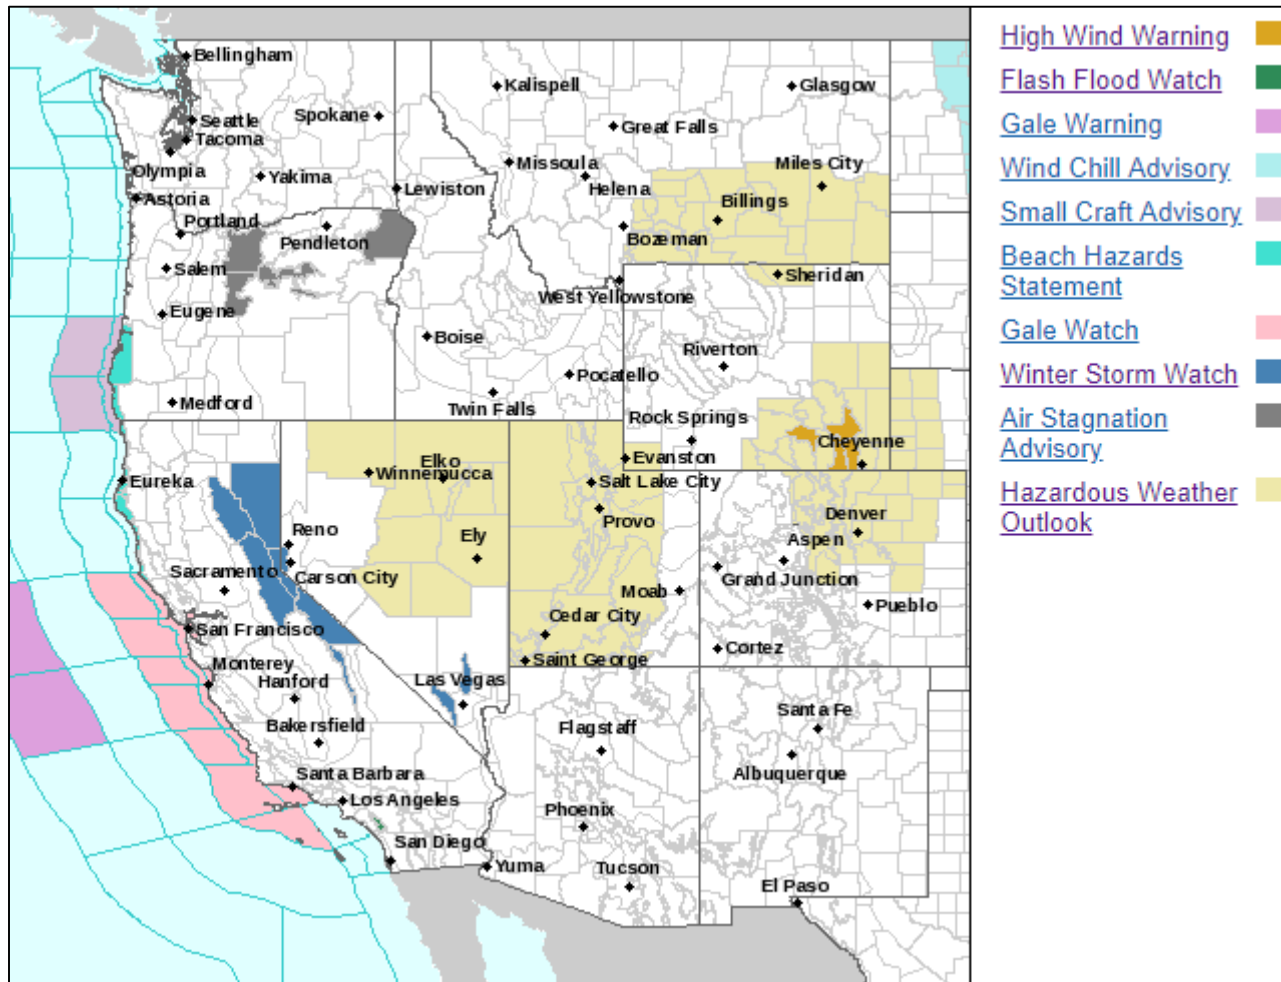 Bellingham
Seattle
Tacoma
Spokane
Olympia
Yakima
Astoria
Portland
Lewiston
Pendleton
Salem
Eugene
Medford
Kalispell
Glasgow
Great Falls
Missoula
Helena
Miles City
Billings
Bozeman
West Yellowstone
Sheridan
Boise
Pocatello
Twin Falls
Riverton
Rock Springs
Cheyenne
Evanston
Eureka
Elko
Winnemucca
Salt Lake City
Provo
Reno
Ely
Denver
Aspen
Sacramento
Carson City
Moab
Grand Junction
Pueblo
San Francisco
Cedar City
Cortez
Monterey
Saint George
Hanford
Las Vegas
Bakersfield
Flagstaff
Santa Fe
Albuquerque
Santa Barbara
Los Angeles
Phoenix
San Diego
Yuma
Tucson
El Paso
High Wind Warning
Flash Flood Watch
Gale Warning
Wind Chill Advisory
Small Craft Advisory
Beach Hazards
Statement
Gale Watch
Winter Storm Watch
Air Stagnation
Advisory
Hazardous Weather
Outlook